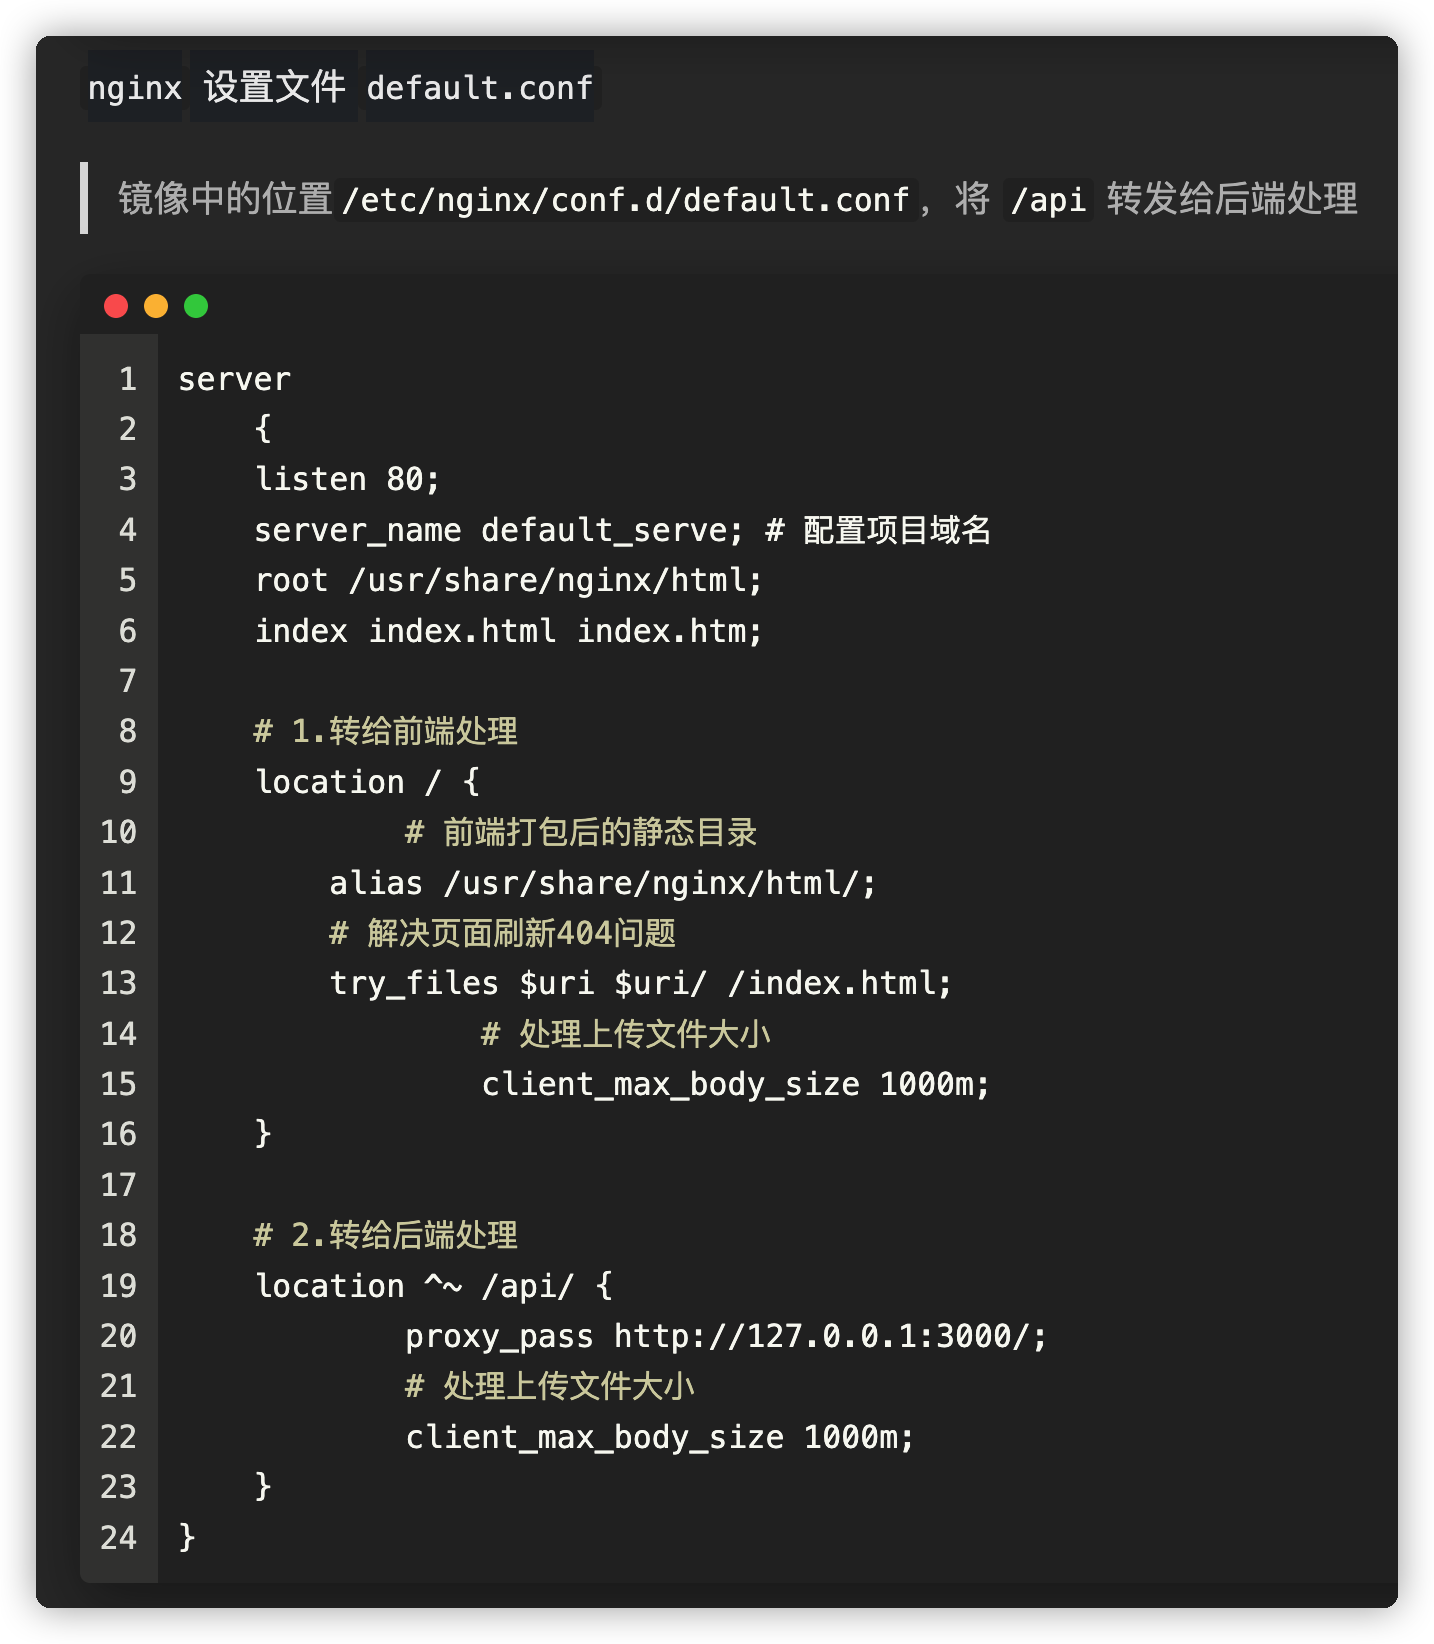 nginx 设置文件 default.conf
镜像中的位置 /etc/nginx/conf.d/default.conf，将 /api 转发给后端处理
1 server
2     {
3     listen 80;
4     server_name default_serve; # 配置项目域名
5     root /usr/share/nginx/html;
6     index index.html index.htm;
7
8     # 1.转给前端处理
9     location / {
10             # 前端打包后的静态目录
11         alias /usr/share/nginx/html/;
12         # 解决页面刷新404问题
13         try_files $uri $uri/ /index.html;
14                 # 处理上传文件大小
15                 client_max_body_size 1000m;
16     }
17
18     # 2.转给后端处理
19     location ^~ /api/ {
20             proxy_pass http://127.0.0.1:3000/;
21             # 处理上传文件大小
22             client_max_body_size 1000m;
23     }
24 }